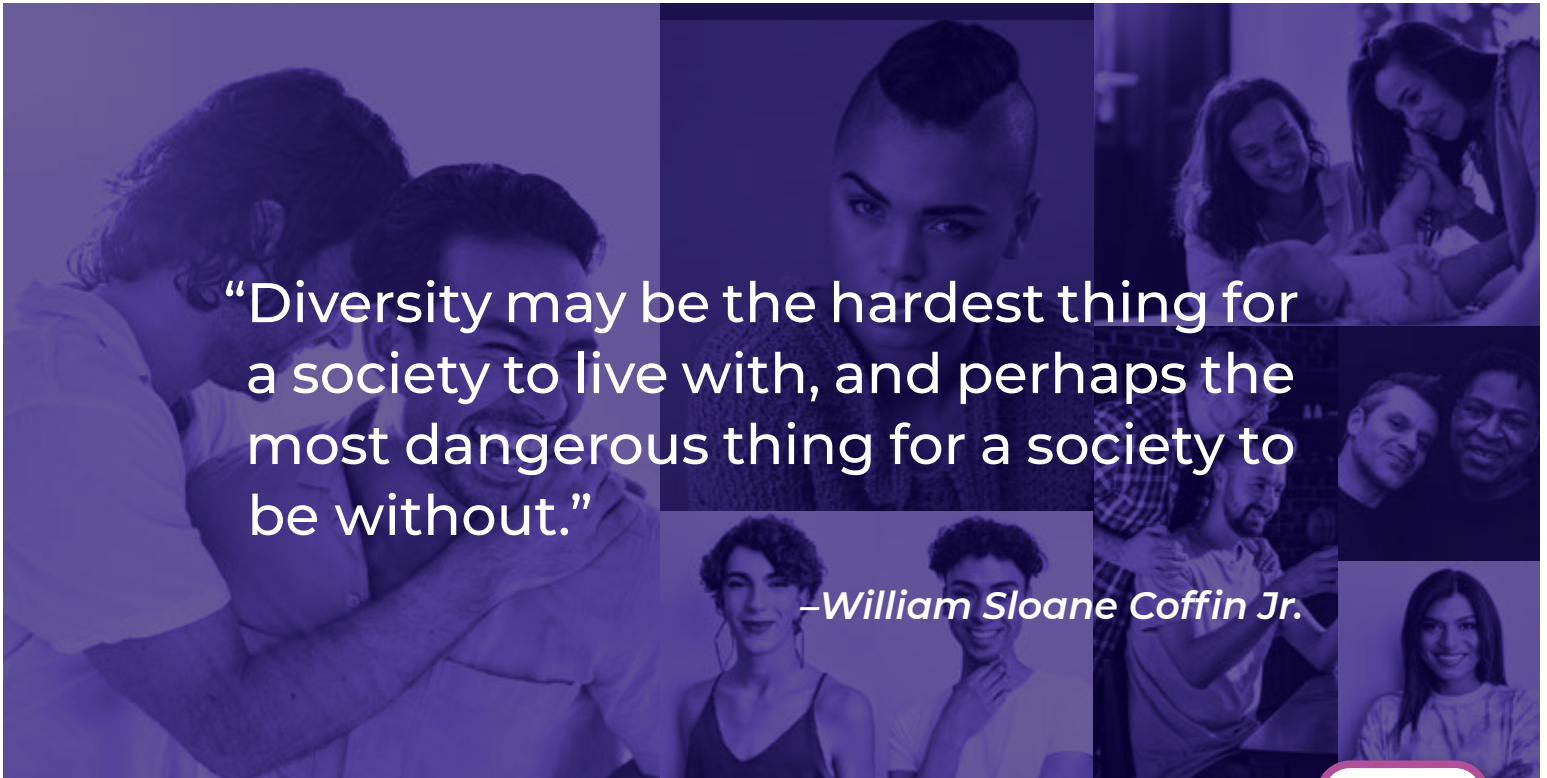 “Diversity may be the hardest thing for
a society to live with, and perhaps the
most dangerous thing for a society to
be without.”
–William Sloane Coffin Jr.